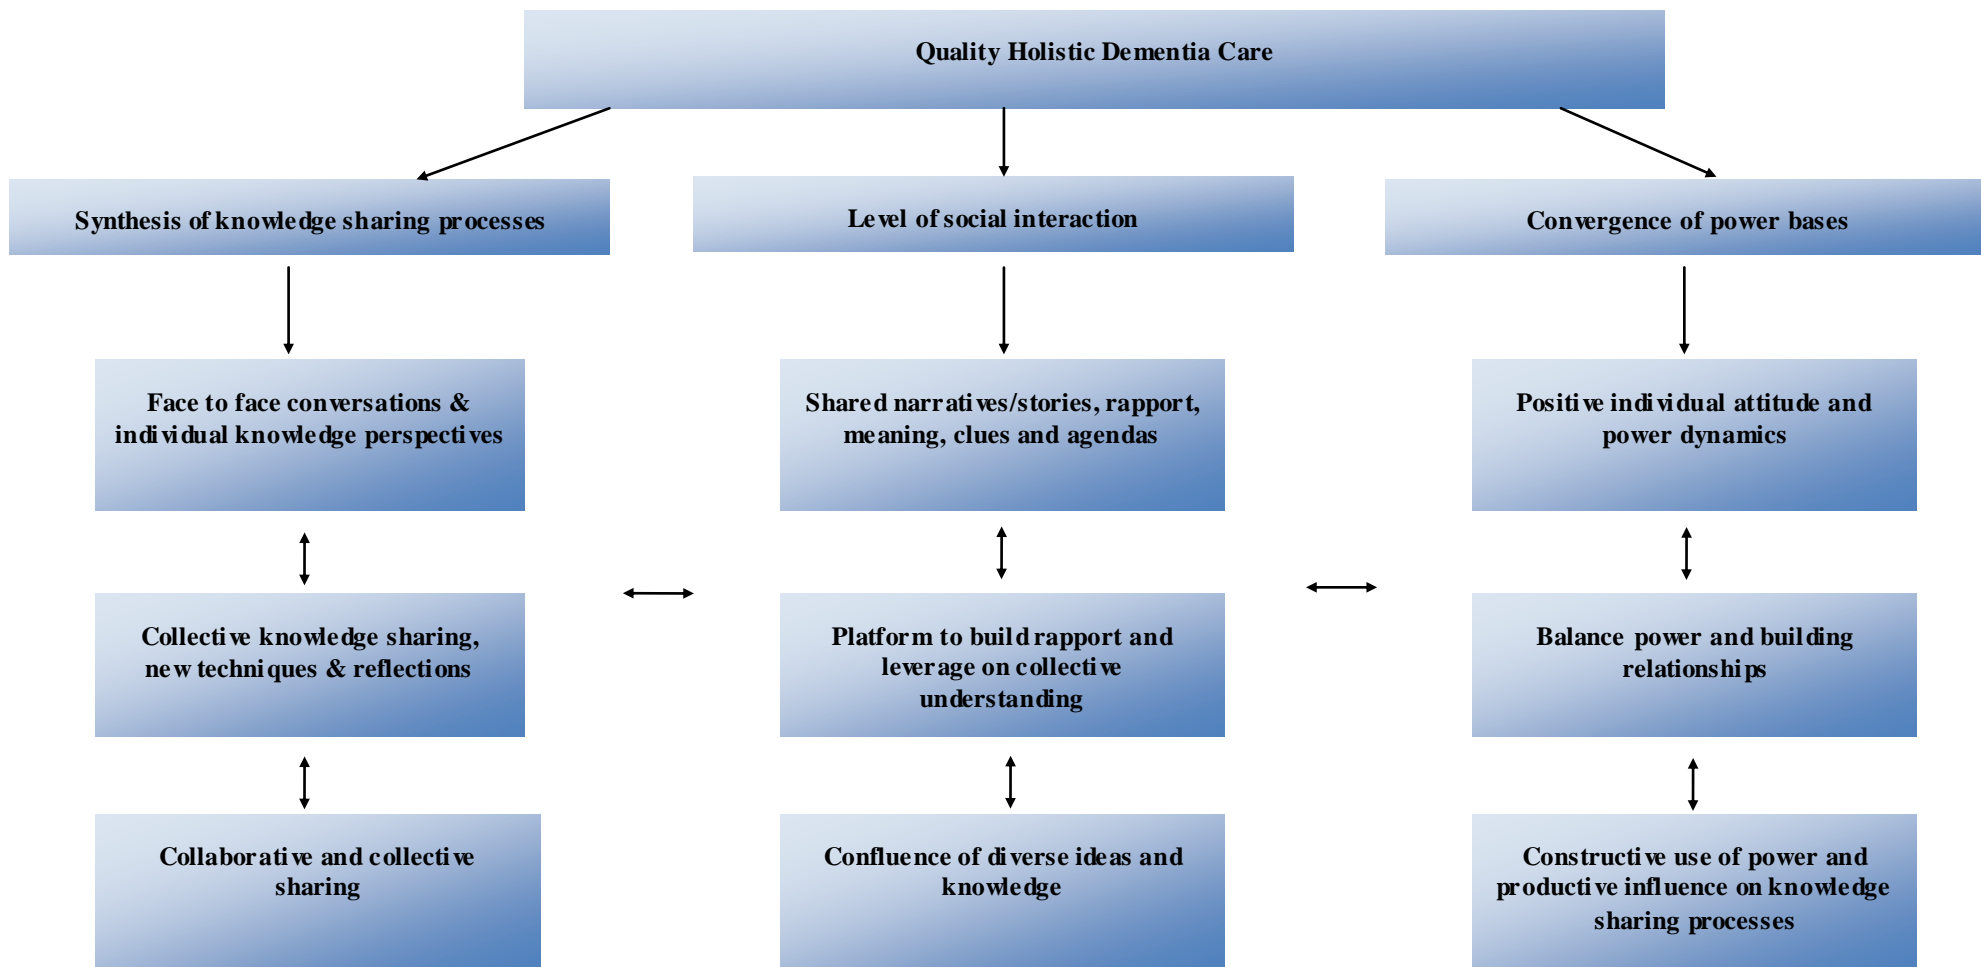 Quality Holistic Dementia Care
Synthesis of knowledge sharing processes
Level of social interaction
Convergence of power bases
Face to face conversations &
individual knowledge perspectives
Shared narratives/stories, rapport,
meaning, clues and agendas
Positive individual attitude and
power dynamics
Collective knowledge sharing,
new techniques & reflections
Platform to build rapport and
leverage on collective
understanding
Balance power and building
relationships
Collaborative and collective
sharing
Confluence of diverse ideas and
knowledge
Constructive use of power and
productive influence on knowledge
sharing processes